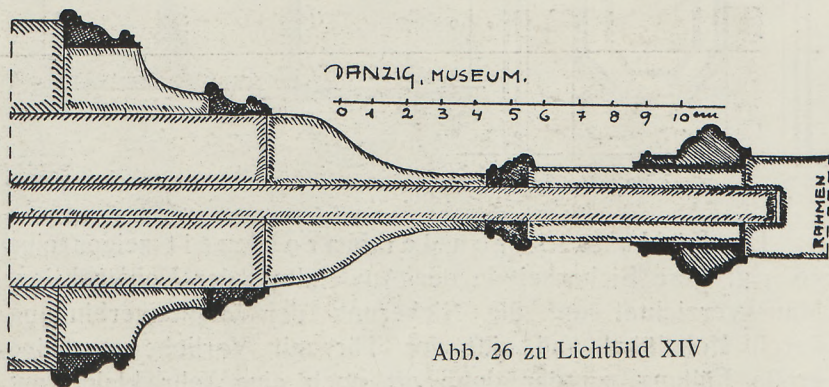 DANZIG, MUSEUM.
0 1 2 3 4 5 6 7 8 9 10 cm
RAHMEN
Abb. 26 zu Lichtbild XIV